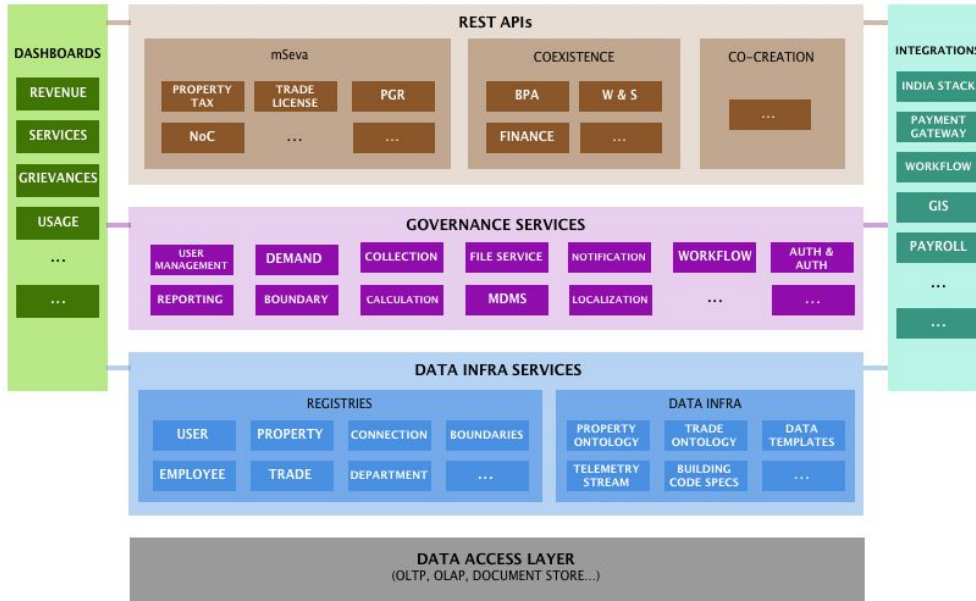 DASHBOARDS
REVENUE
SERVICES
GRIEVANCES
USAGE
...
...
REST APIs
mSeva
PROPERTY
TAX
TRADE
LICENSE
PGR
NoC
...
...
COEXISTENCE
BPA
W & S
FINANCE
...
CO-CREATION
...
GOVERNANCE SERVICES
USER
MANAGEMENT
DEMAND
COLLECTION
FILE SERVICE
NOTIFICATION
WORKFLOW
AUTH &
AUTH
REPORTING
BOUNDARY
CALCULATION
MDMS
LOCALIZATION
...
...
DATA INFRA SERVICES
REGISTRIES
USER
PROPERTY
CONNECTION
BOUNDARIES
EMPLOYEE
TRADE
DEPARTMENT
...
DATA INFRA
PROPERTY
ONTOLOGY
TRADE
ONTOLOGY
DATA
TEMPLATES
TELEMETRY
STREAM
BUILDING
CODE SPECS
...
DATA ACCESS LAYER
(OLTP, OLAP, DOCUMENT STORE...)
INTEGRATIONS
INDIA STACK
PAYMENT
GATEWAY
WORKFLOW
GIS
PAYROLL
...
...